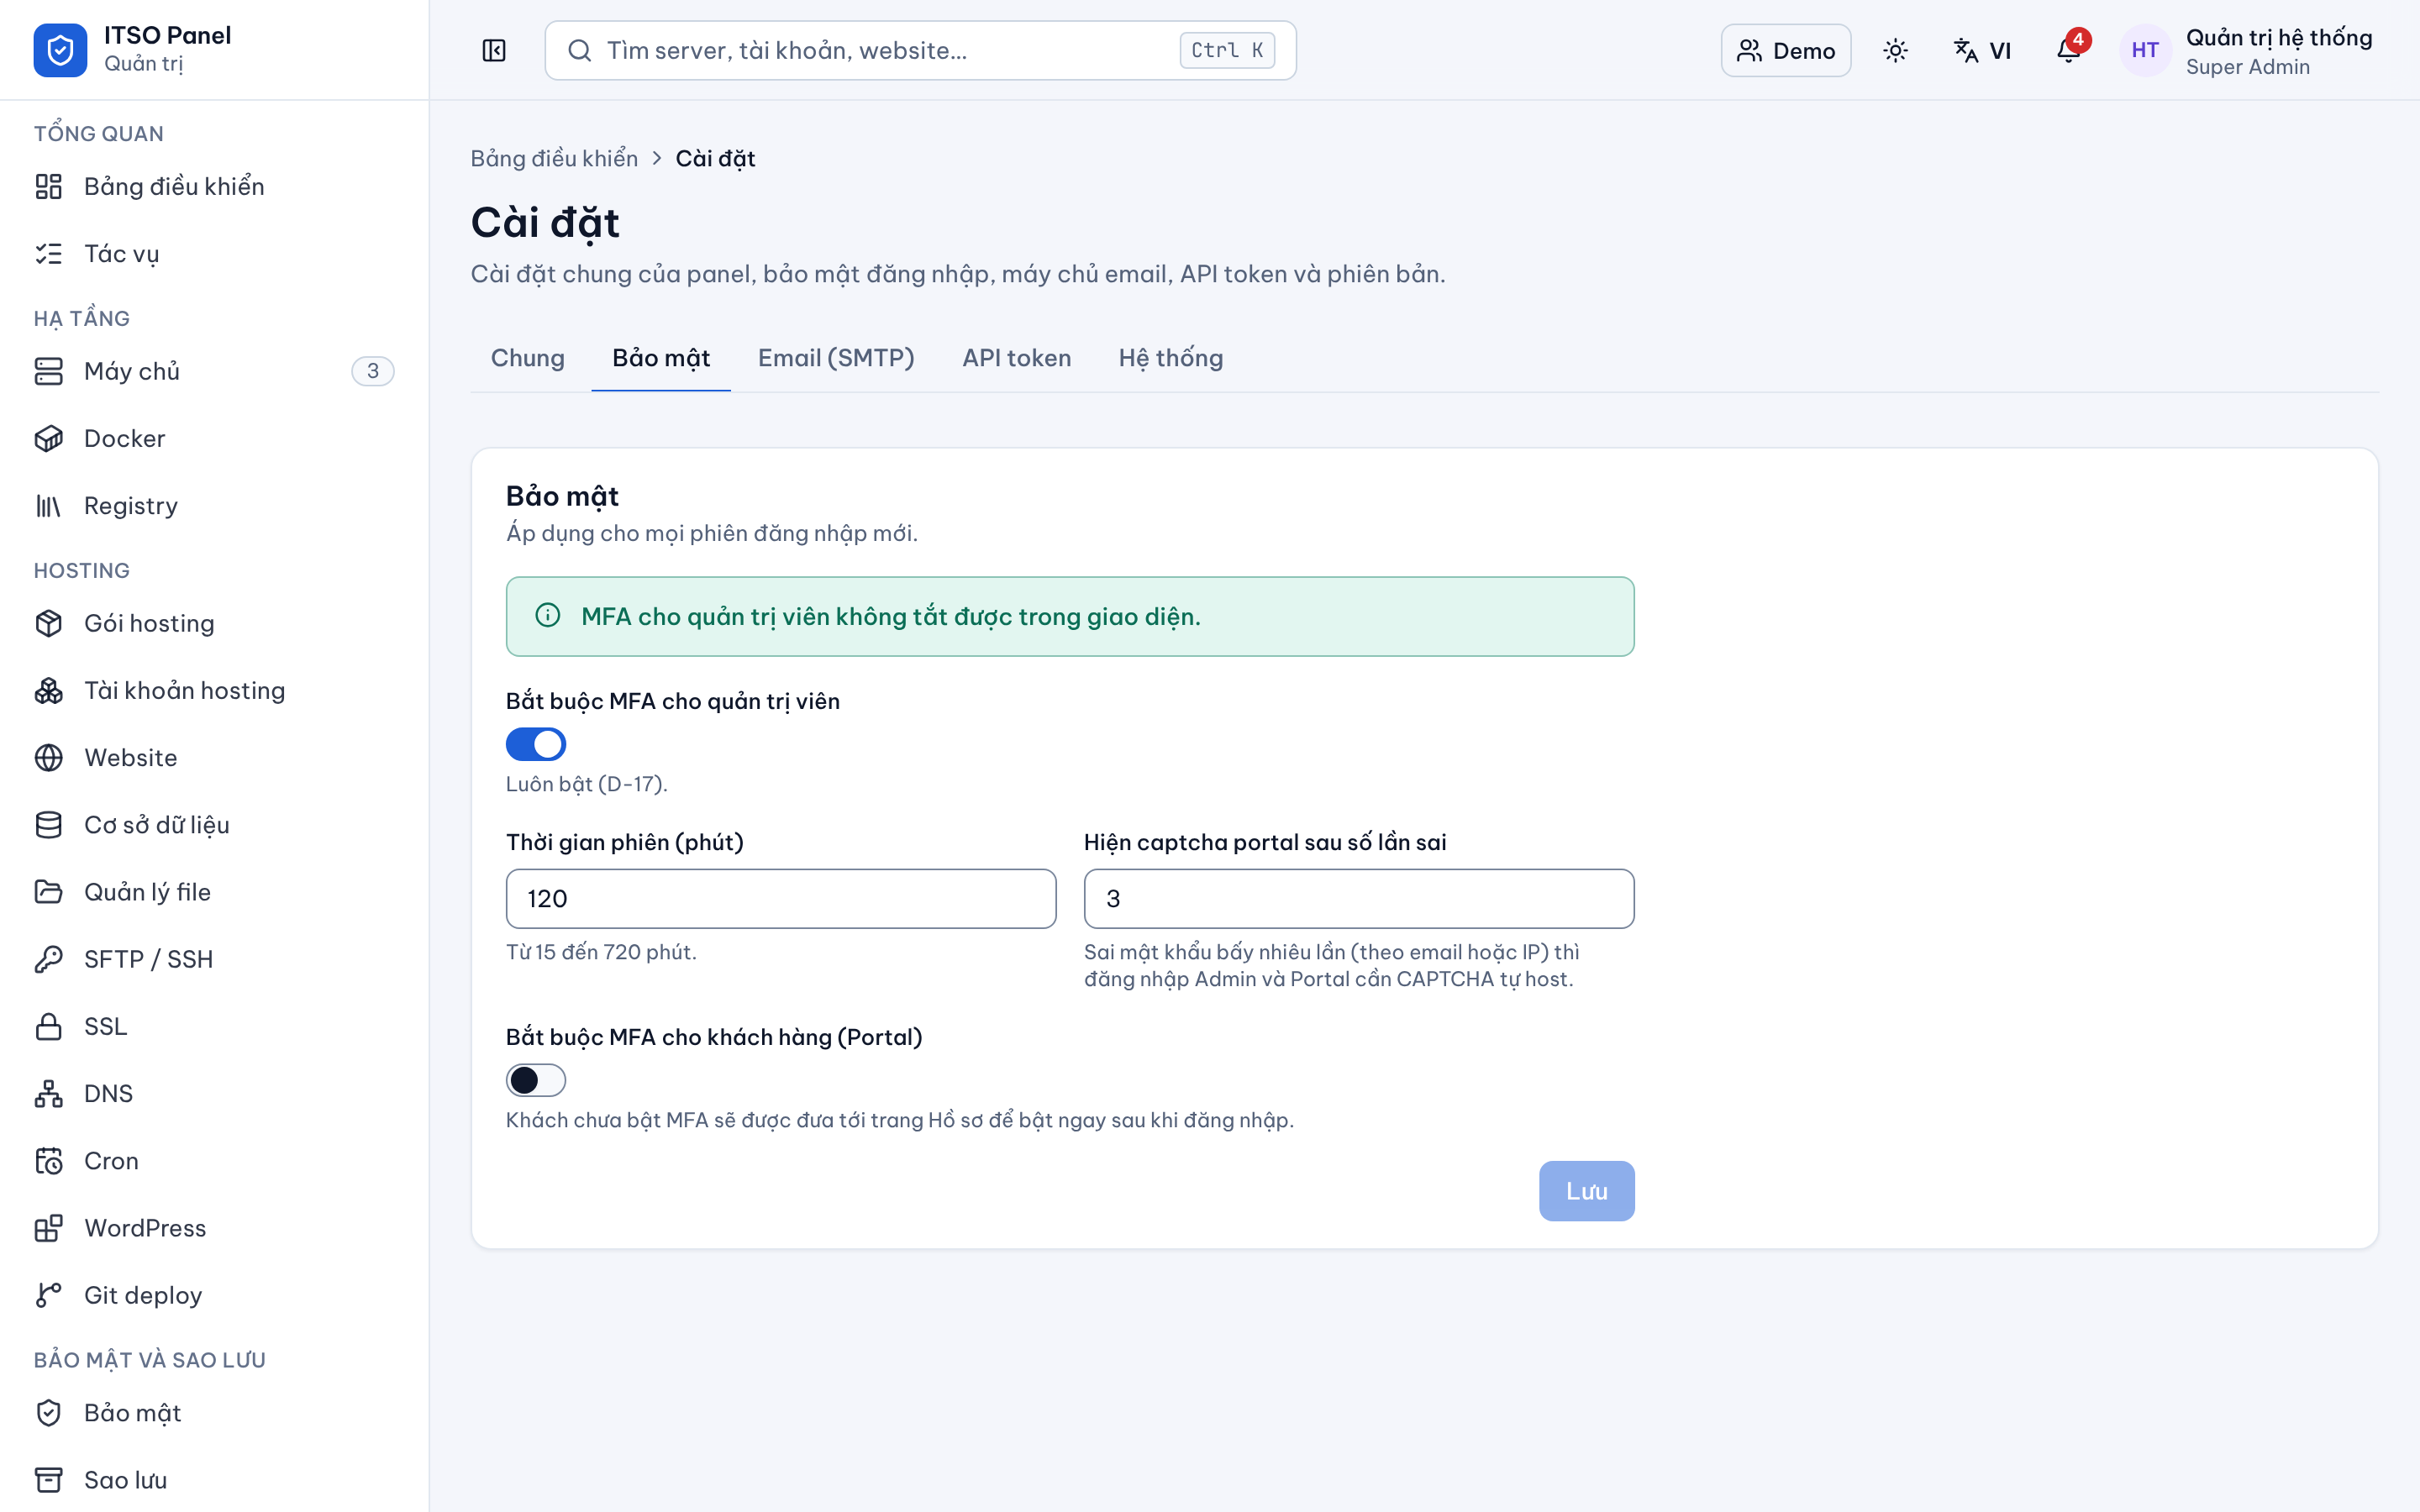 ITSO Panel
Quản trị
Tìm server, tài khoản, website...
Ctrl K
Demo
VI
4
HT
Quản trị hệ thống
Super Admin
TỔNG QUAN
Bảng điều khiển
Tác vụ
HẠ TẦNG
Máy chủ
3
Docker
Registry
HOSTING
Gói hosting
Tài khoản hosting
Website
Cơ sở dữ liệu
Quản lý file
SFTP / SSH
SSL
DNS
Cron
WordPress
Git deploy
BẢO MẬT VÀ SAO LƯU
Bảo mật
Sao lưu
Bảng điều khiển > Cài đặt
Cài đặt
Cài đặt chung của panel, bảo mật đăng nhập, máy chủ email, API token và phiên bản.
Chung
Bảo mật
Email (SMTP)
API token
Hệ thống
Bảo mật
Áp dụng cho mọi phiên đăng nhập mới.
MFA cho quản trị viên không tắt được trong giao diện.
Bắt buộc MFA cho quản trị viên
Luôn bật (D-17).
Thời gian phiên (phút)
120
Từ 15 đến 720 phút.
Hiện captcha portal sau số lần sai
3
Sai mật khẩu bấy nhiêu lần (theo email hoặc IP) thì
đăng nhập Admin và Portal cần CAPTCHA tự host.
Bắt buộc MFA cho khách hàng (Portal)
Khách chưa bật MFA sẽ được đưa tới trang Hồ sơ để bật ngay sau khi đăng nhập.
Lưu